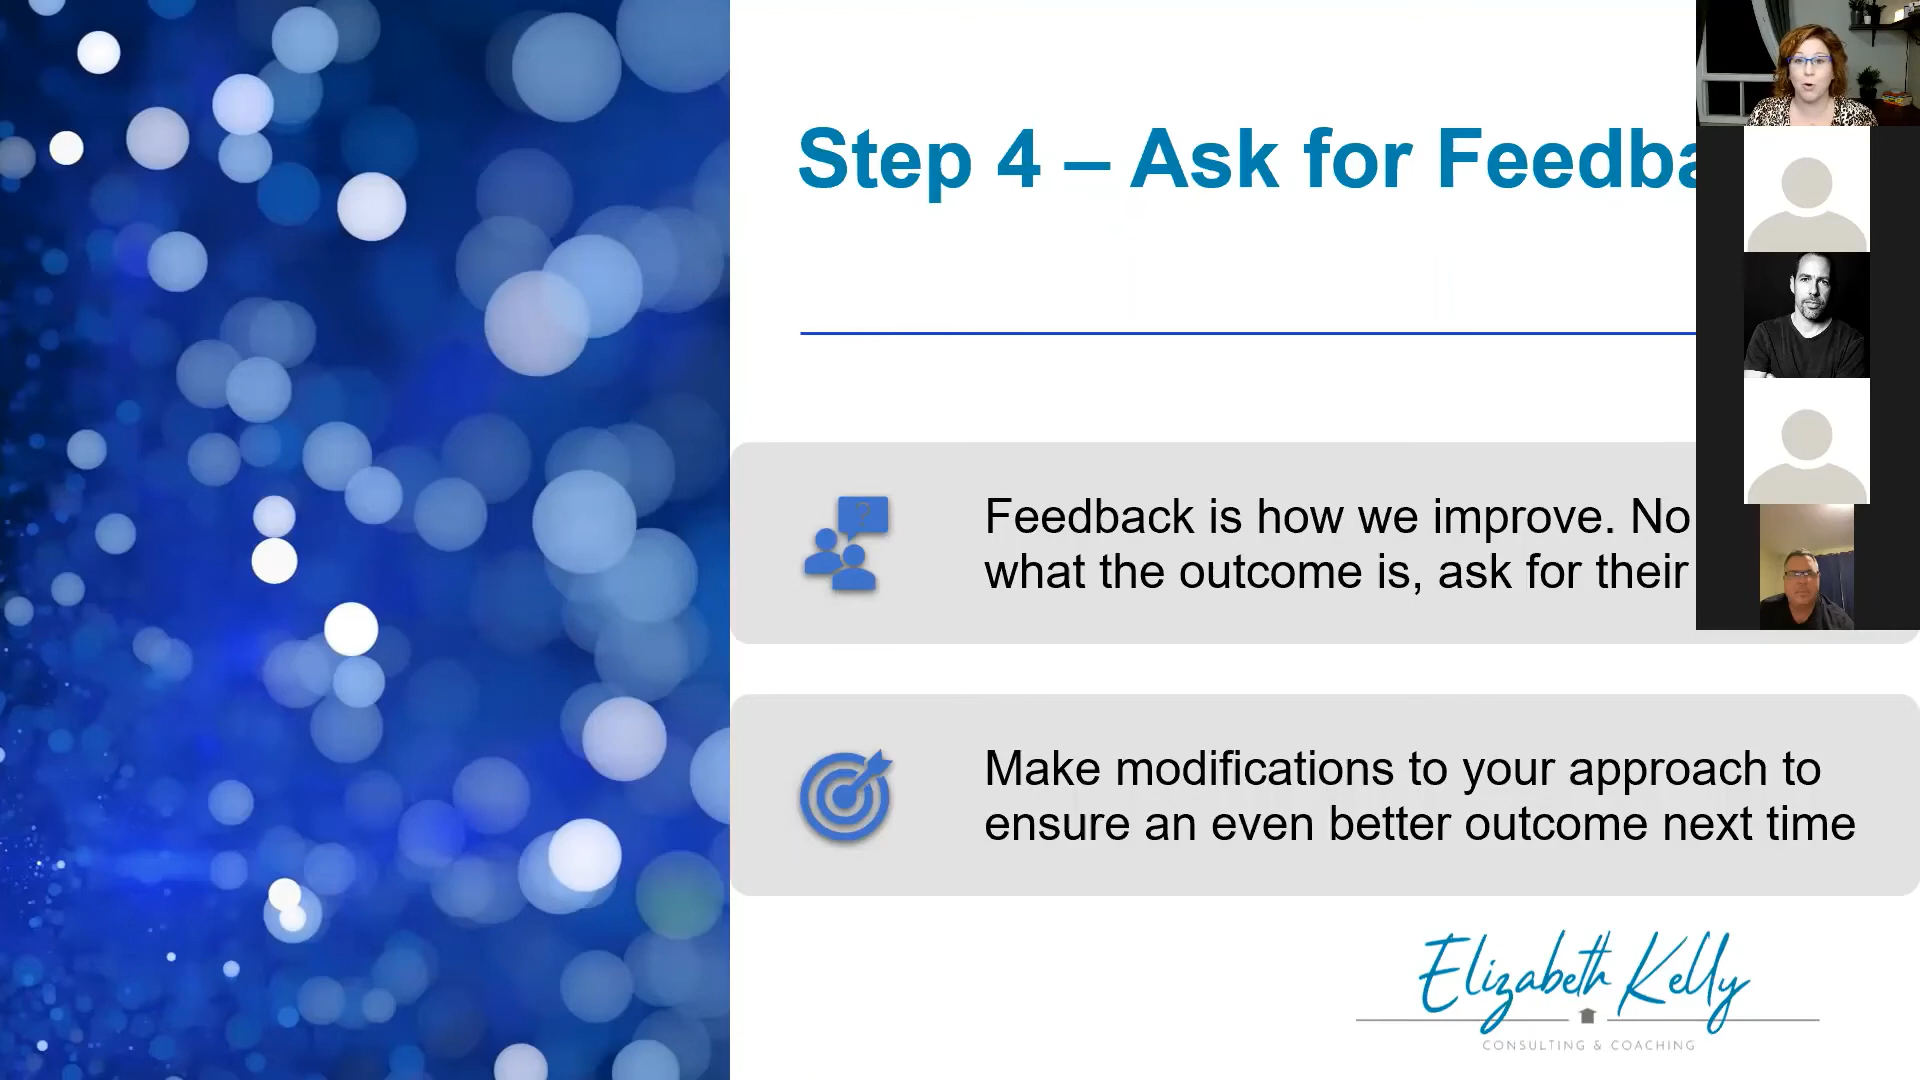 Step 4 – Ask for Feedba
Feedback is how we improve. No
what the outcome is, ask for their
?
Make modifications to your approach to
ensure an even better outcome next time
Elizabeth Kelly
CONSULTING & COACHING